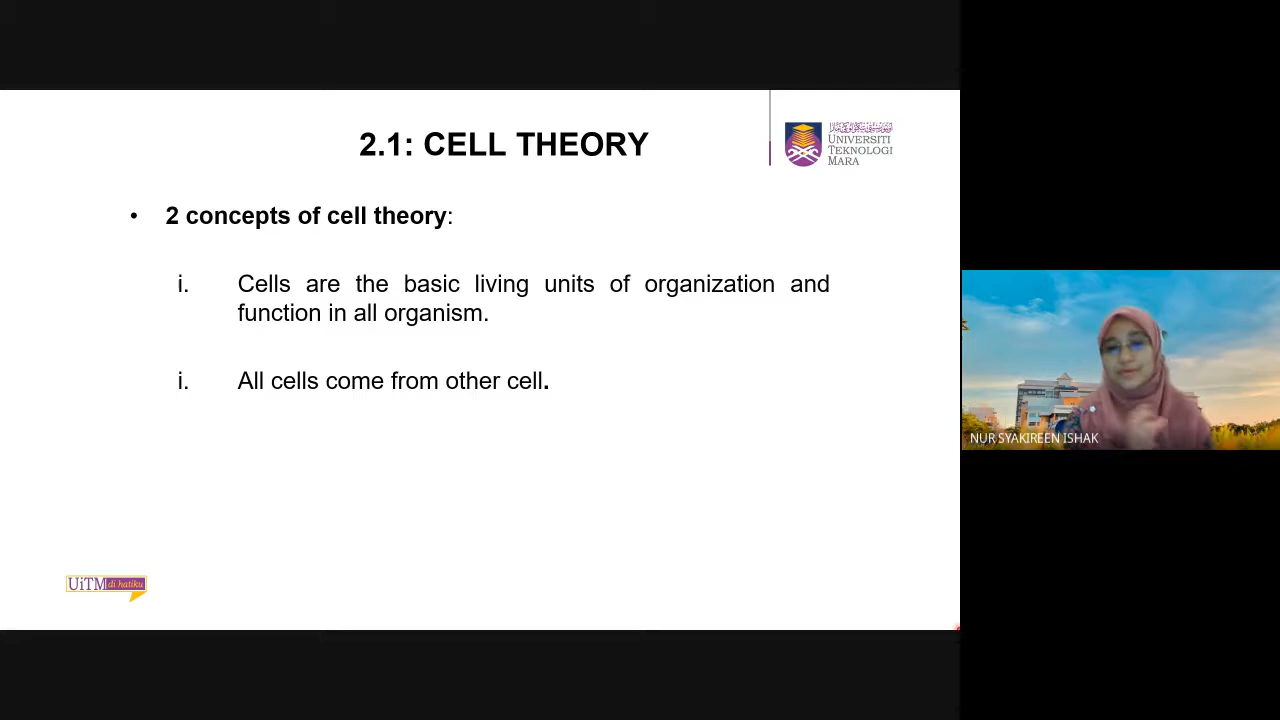 2.1: CELL THEORY
UNIVERSITI
TEKNOLOGI
MARA
• 2 concepts of cell theory:
i. Cells are the basic living units of organization and
function in all organism.
i. All cells come from other cell.
NUR SYAKIREEN ISHAK
UiTM di hatiku